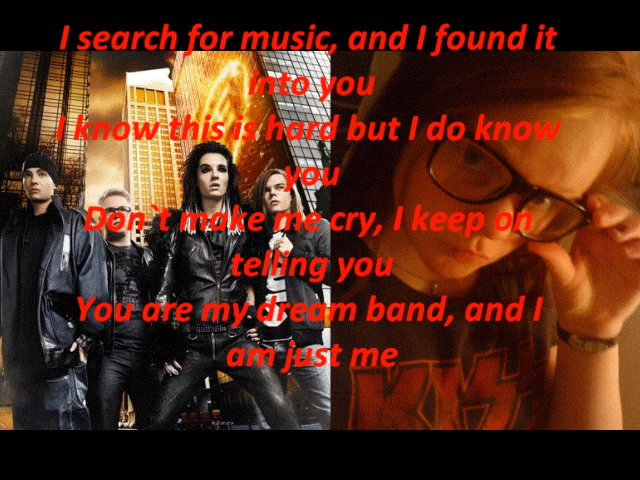 I search for music, and I found it
into you
I know this is hard but I do know
you
Don`t make me cry, I keep on
telling you
You are my dream band, and I
am just me
KISS